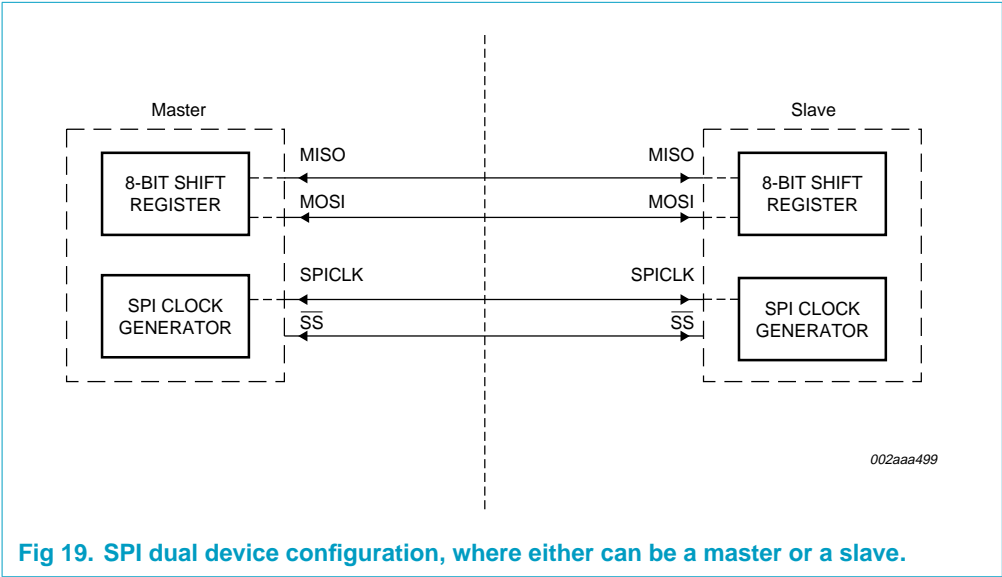 Master
Slave
8-BIT SHIFT
REGISTER
MISO
MISO
MOSI
MOSI
8-BIT SHIFT
REGISTER
SPI CLOCK
GENERATOR
SPICLK
SPICLK
SS
SS
SPI CLOCK
GENERATOR
002aaa499
Fig 19. SPI dual device configuration, where either can be a master or a slave.